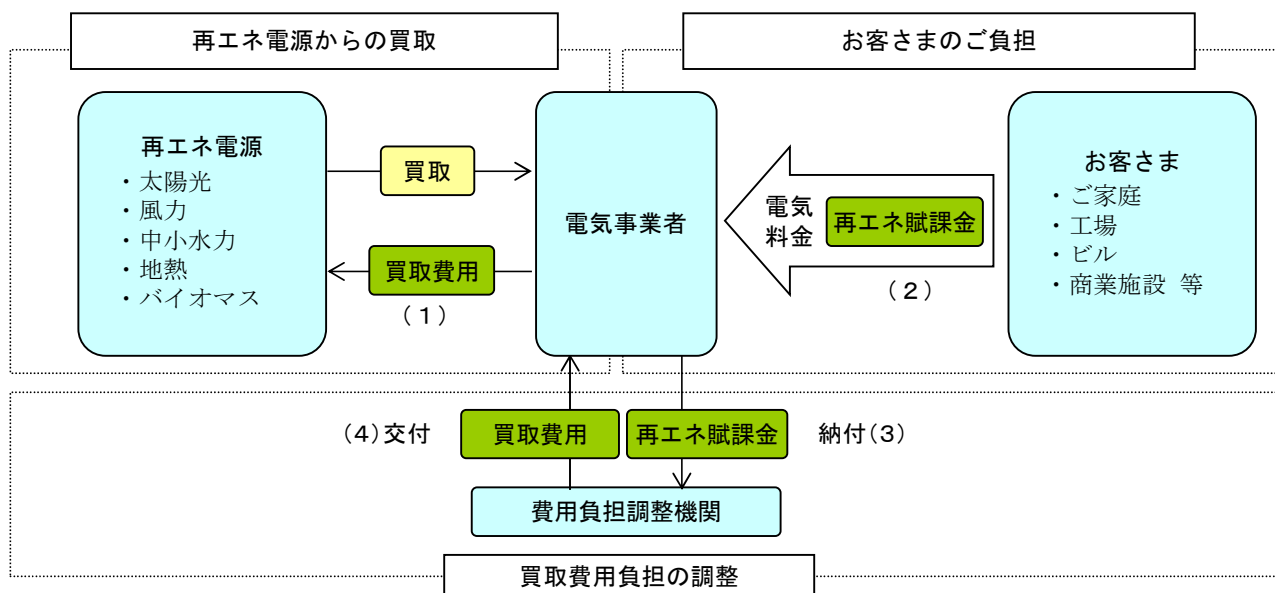 再エネ電源からの買取
お客さまのご負担
再エネ電源
・太陽光
・風力
・中小水力
・地熱
・バイオマス
買取
買取費用
（1）
電気事業者
電気
料金
再エネ賦課金
（2）
お客さま
・ご家庭
・工場
・ビル
・商業施設 等
（4）交付
買取費用
再エネ賦課金
納付（3）
費用負担調整機関
買取費用負担の調整